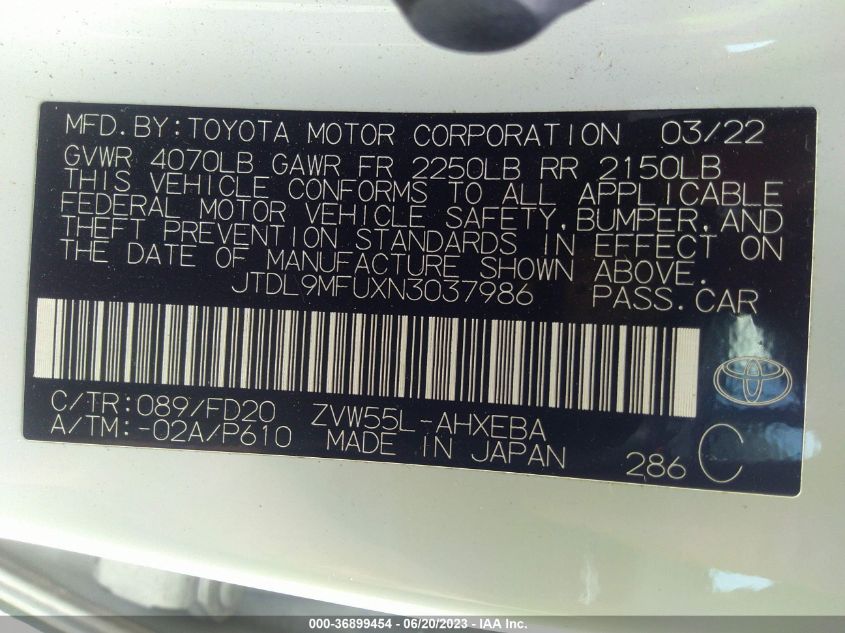 MFD.BY:TOYOTA MOTOR CORPORATION 03/22
GVWR 4070LB GAWR FR 2250LB RR 2150LB
THIS VEHICLE CONFORMS TO ALL APPLICABLE
FEDERAL MOTOR VEHICLE SAFETY,BUMPER,AND
THEFT PREVENTION STANDARDS IN EFFECT ON
THE DATE OF MANUFACTURE SHOWN ABOVE.
JTDL9MFUXN3037986 PASS.CAR
C/TR:089/FD20 ZVW55L-AHXEBA
A/TM:-02A/P610 MADE IN JAPAN 286 C
000-36899454 - 06/20/2023 - © IAA Inc.